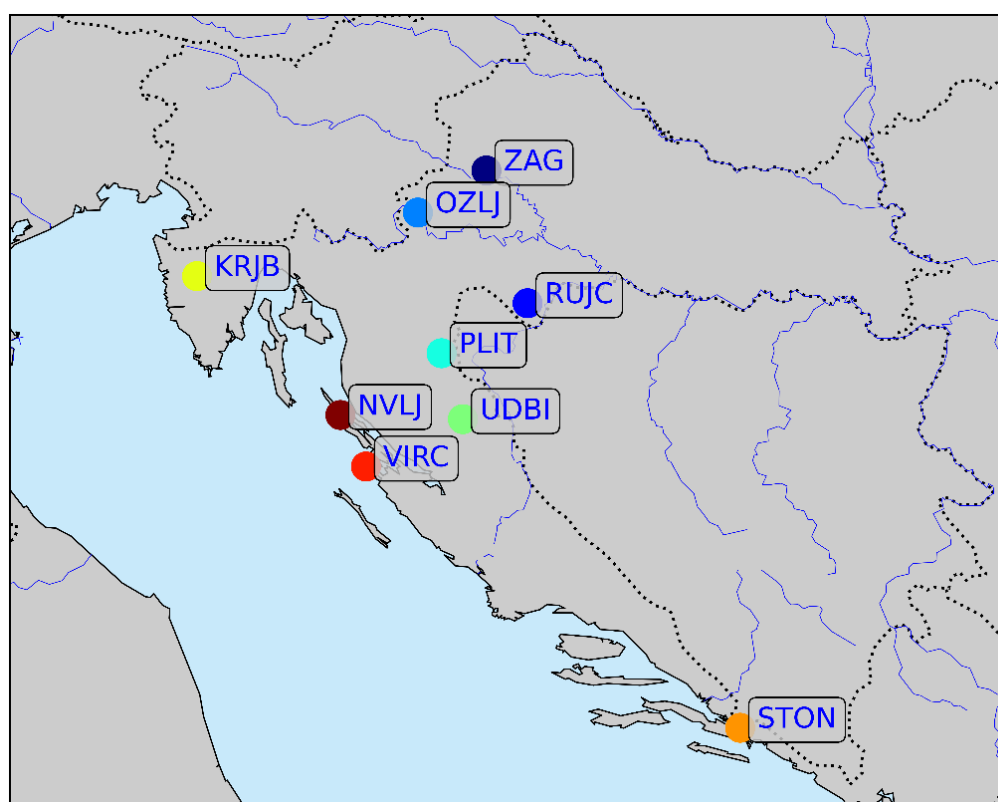 ZAG
OZLJ
KRJB
RUJC
PLIT
NVLJ
UDBI
VIRC
STON